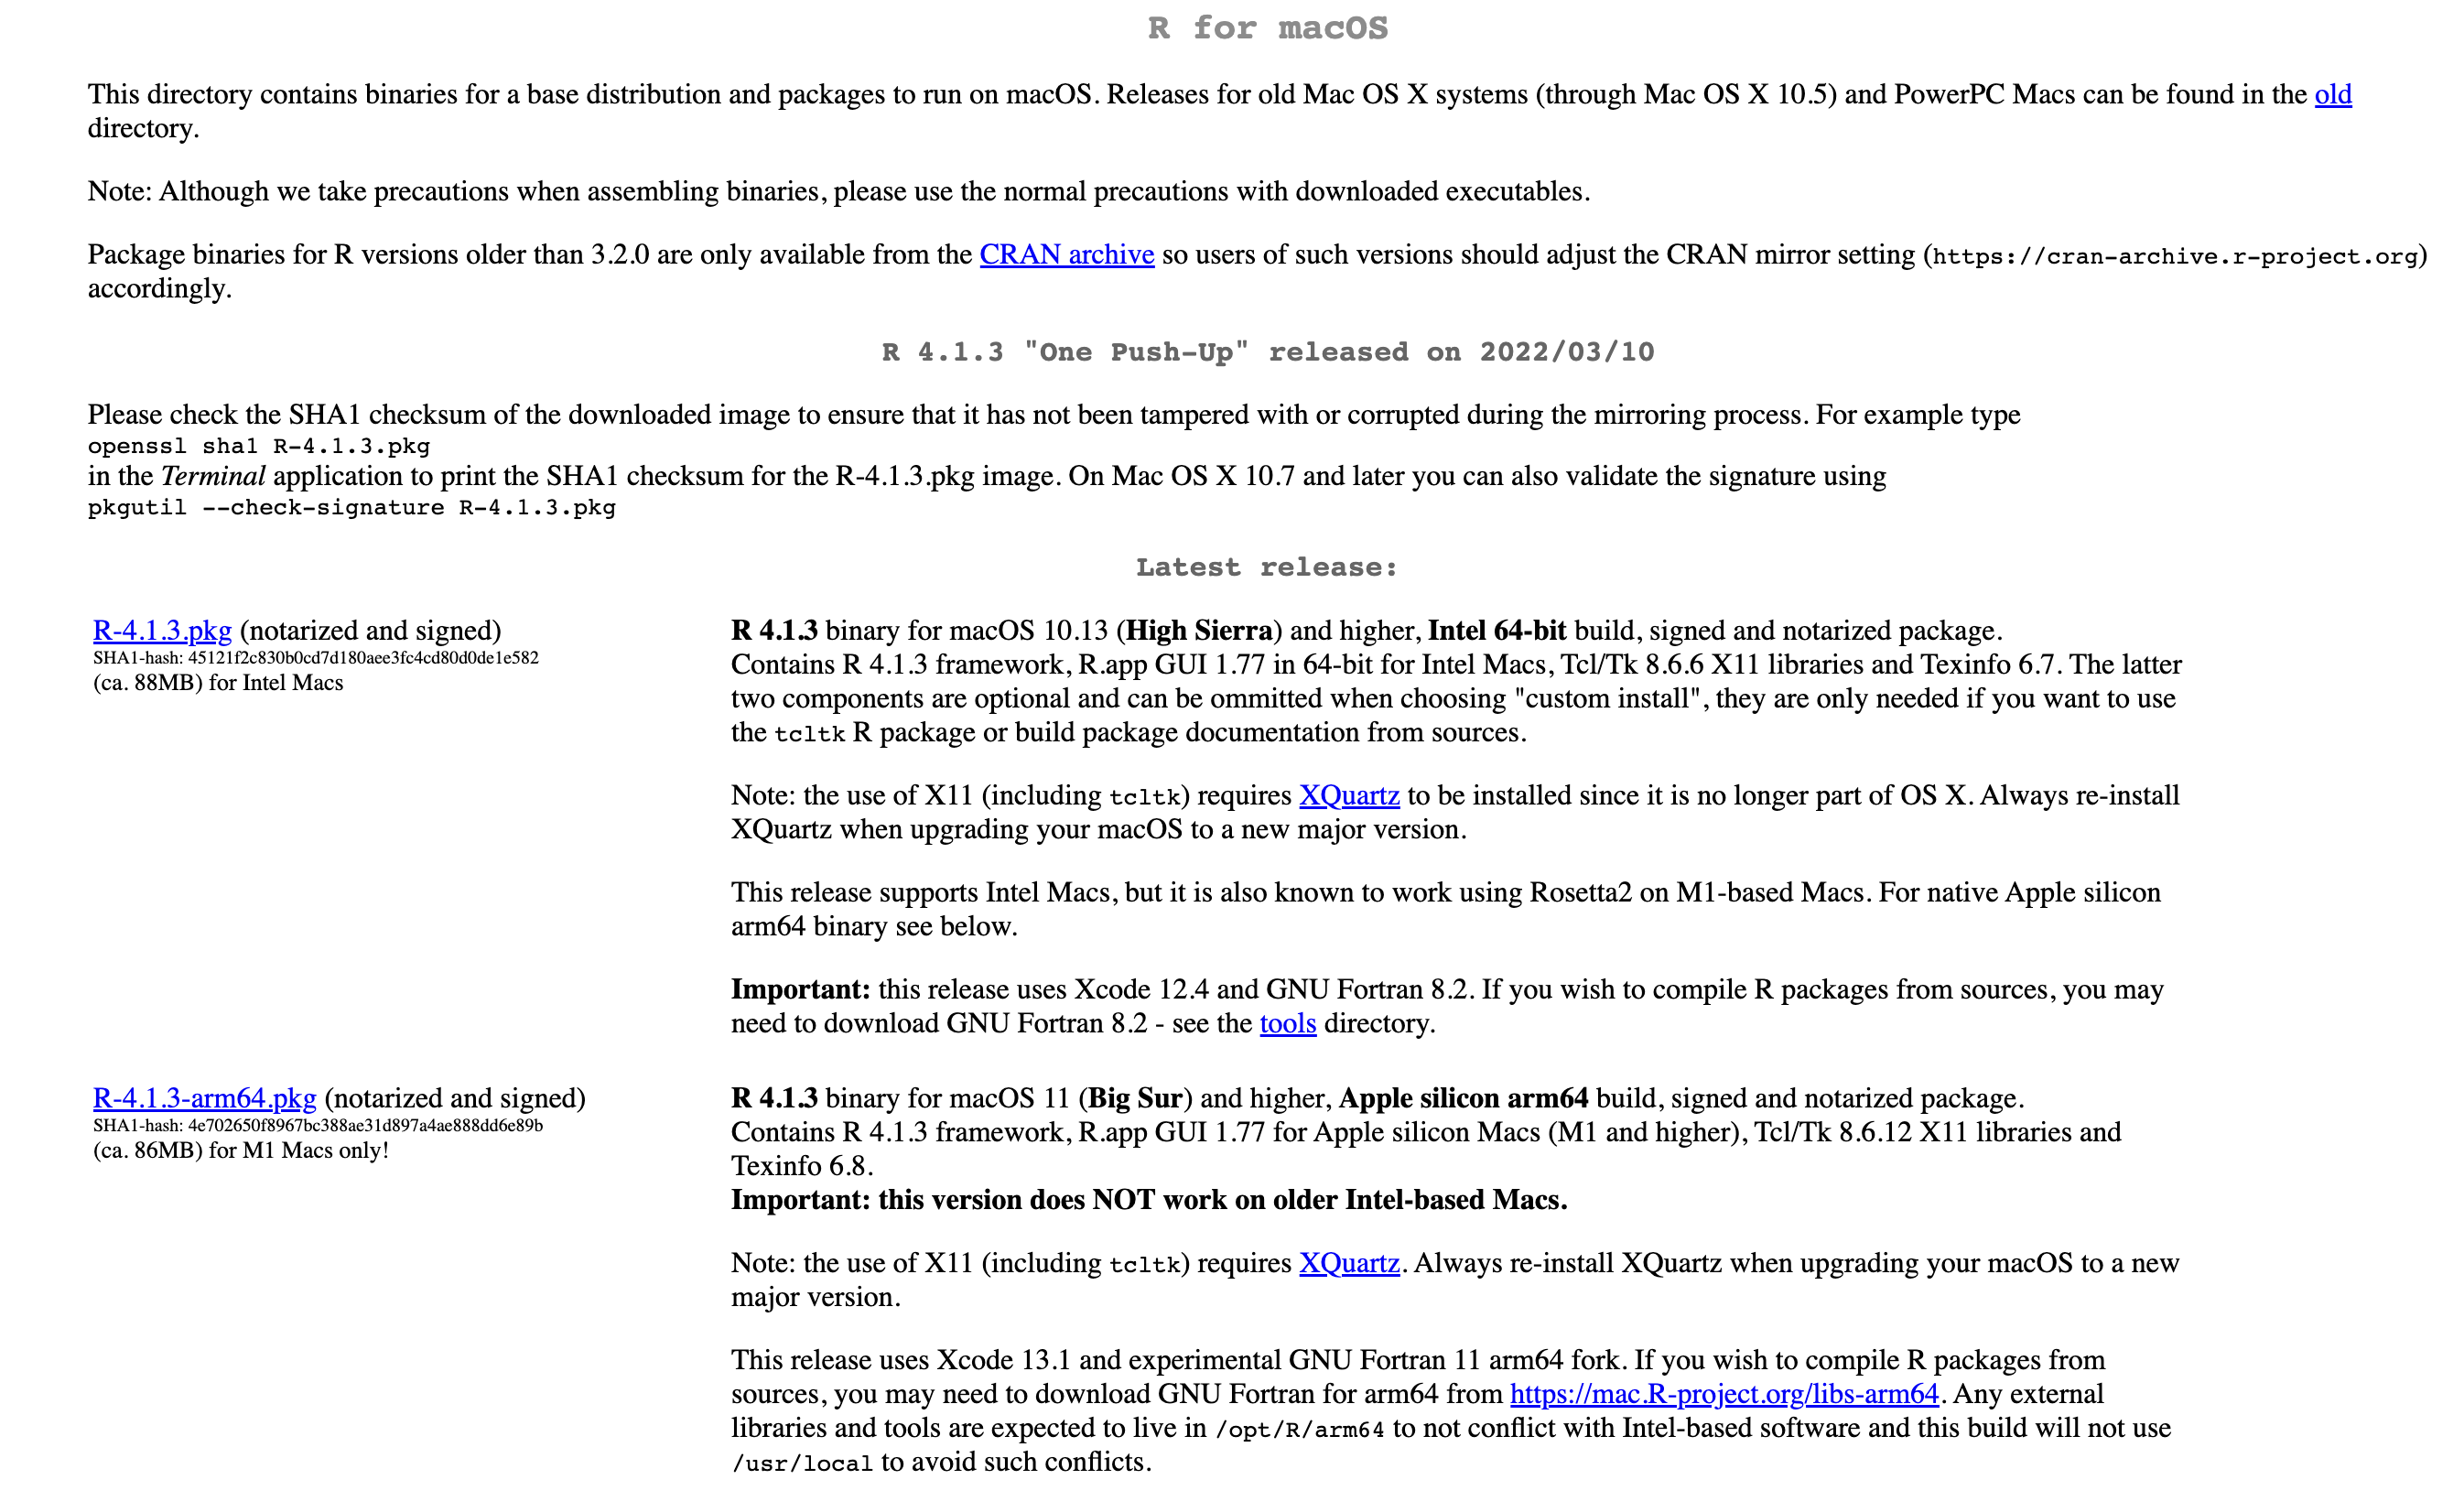 R for macOS
This directory contains binaries for a base distribution and packages to run on macOS. Releases for old Mac OS X systems (through Mac OS X 10.5) and PowerPC Macs can be found in the old
directory.
Note: Although we take precautions when assembling binaries, please use the normal precautions with downloaded executables.
Package binaries for R versions older than 3.2.0 are only available from the CRAN archive so users of such versions should adjust the CRAN mirror setting (https://cran-archive.r-project.org)
accordingly.
R 4.1.3 "One Push-Up" released on 2022/03/10
Please check the SHA1 checksum of the downloaded image to ensure that it has not been tampered with or corrupted during the mirroring process. For example type
openssl sha1 R-4.1.3.pkg
in the Terminal application to print the SHA1 checksum for the R-4.1.3.pkg image. On Mac OS X 10.7 and later you can also validate the signature using
pkgutil --check-signature R-4.1.3.pkg
Latest release:
R-4.1.3.pkg (notarized and signed)
SHA1-hash: 45121f2c830b0cd7d180aee3fc4cd80d0de1e582
(ca. 88MB) for Intel Macs
R 4.1.3 binary for macOS 10.13 (High Sierra) and higher, Intel 64-bit build, signed and notarized package.
Contains R 4.1.3 framework, R.app GUI 1.77 in 64-bit for Intel Macs, Tcl/Tk 8.6.6 X11 libraries and Texinfo 6.7. The latter
two components are optional and can be ommitted when choosing "custom install", they are only needed if you want to use
the tcltk R package or build package documentation from sources.
Note: the use of X11 (including tcltk) requires XQuartz to be installed since it is no longer part of OS X. Always re-install
XQuartz when upgrading your macOS to a new major version.
This release supports Intel Macs, but it is also known to work using Rosetta2 on M1-based Macs. For native Apple silicon
arm64 binary see below.
Important: this release uses Xcode 12.4 and GNU Fortran 8.2. If you wish to compile R packages from sources, you may
need to download GNU Fortran 8.2 - see the tools directory.
R-4.1.3-arm64.pkg (notarized and signed)
SHA1-hash: 4e702650f8967bc388ae31d897a4ae888dd6e89b
(ca. 86MB) for M1 Macs only!
R 4.1.3 binary for macOS 11 (Big Sur) and higher, Apple silicon arm64 build, signed and notarized package.
Contains R 4.1.3 framework, R.app GUI 1.77 for Apple silicon Macs (M1 and higher), Tcl/Tk 8.6.12 X11 libraries and
Texinfo 6.8.
Important: this version does NOT work on older Intel-based Macs.
Note: the use of X11 (including tcltk) requires XQuartz. Always re-install XQuartz when upgrading your macOS to a new
major version.
This release uses Xcode 13.1 and experimental GNU Fortran 11 arm64 fork. If you wish to compile R packages from
sources, you may need to download GNU Fortran for arm64 from https://mac.R-project.org/libs-arm64. Any external
libraries and tools are expected to live in /opt/R/arm64 to not conflict with Intel-based software and this build will not use
/usr/local to avoid such conflicts.